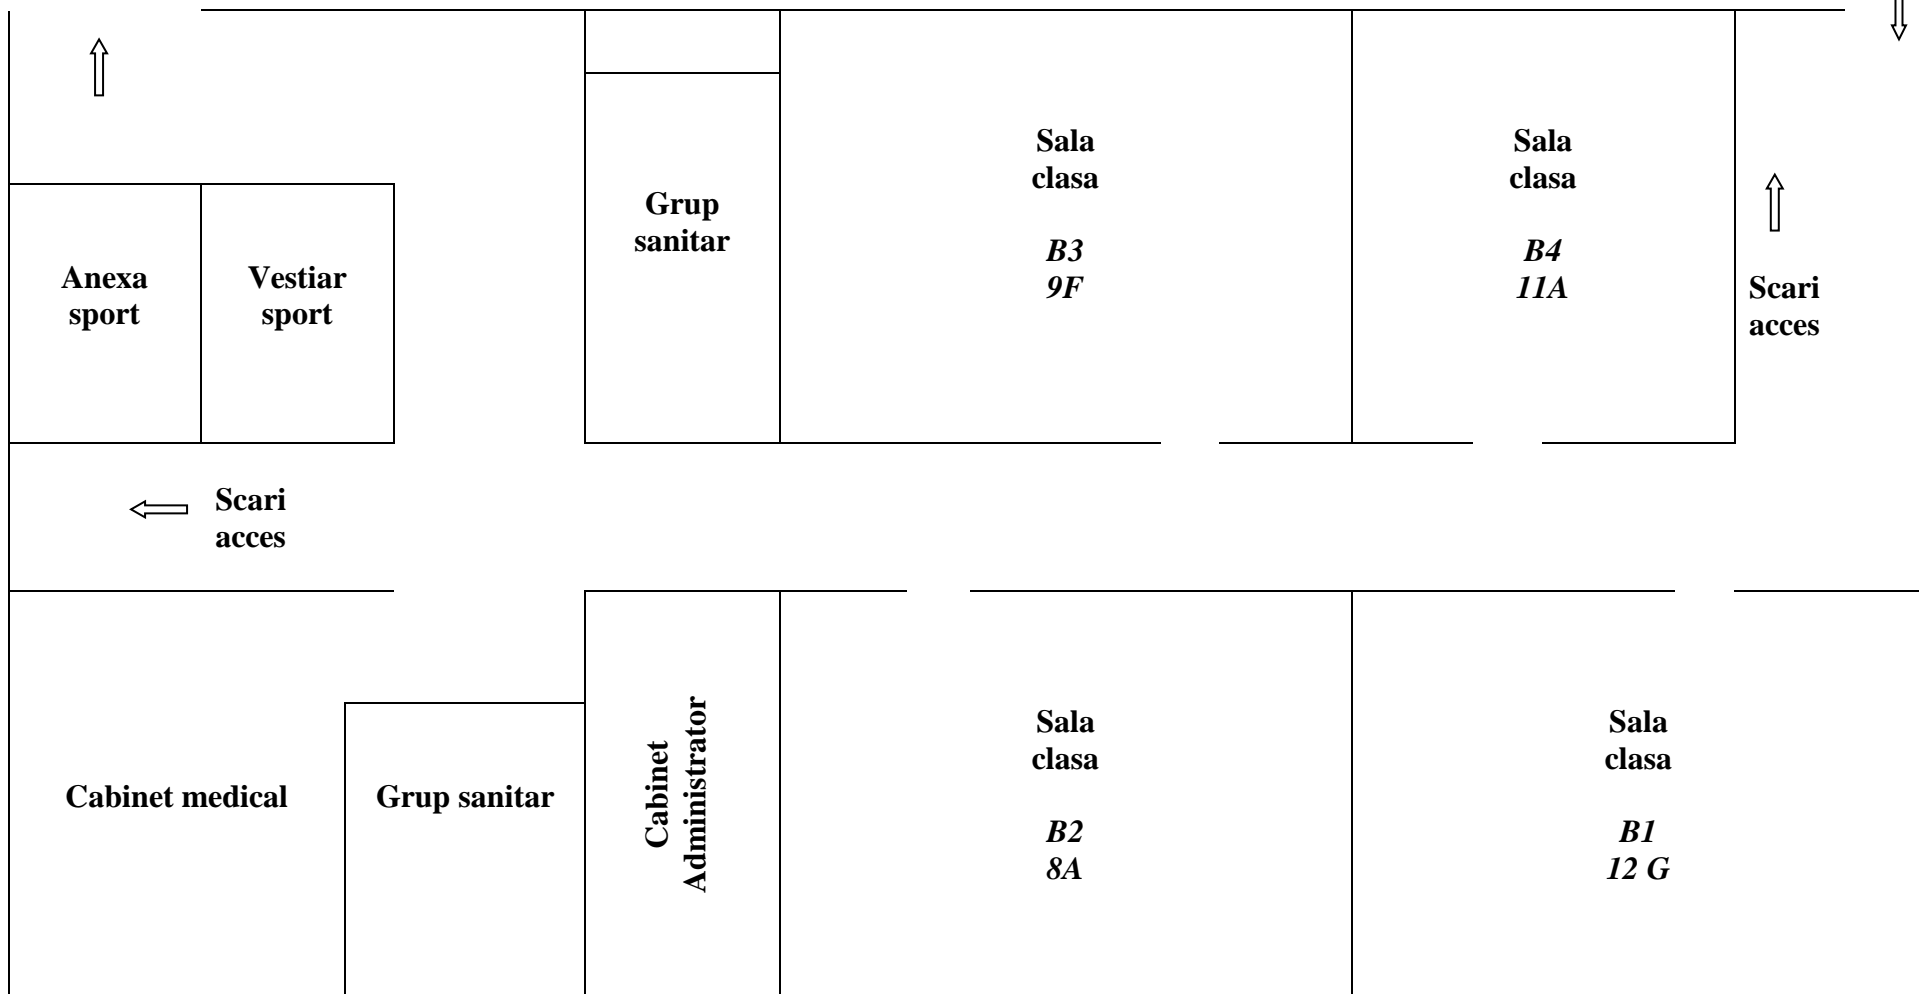 Sala
clasa
B3
9F
Sala
clasa
B4
11A
Grup
sanitar
Anexa
sport
Vestiar
sport
Scari
acces
Scari
acces
Cabinet medical
Grup sanitar
Cabinet
Administrator
Sala
clasa
B2
8A
Sala
clasa
B1
12 G